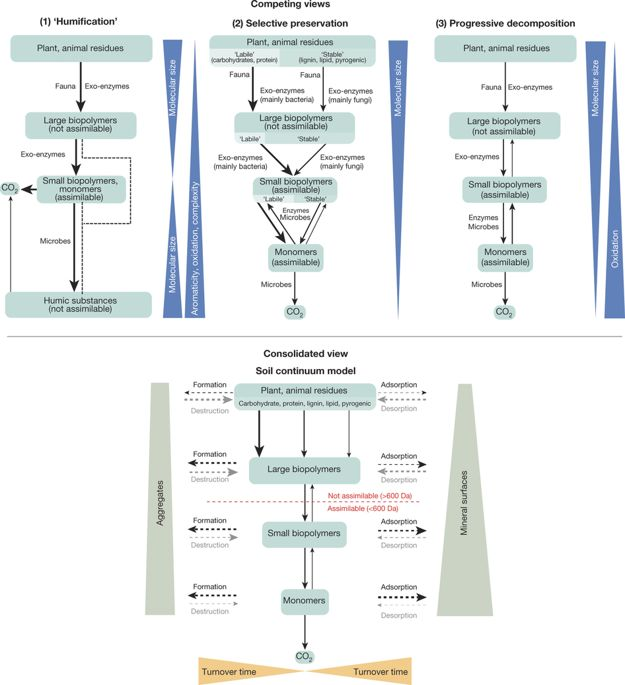 Competing views
(1) 'Humification'
Plant, animal residues
Fauna
Exo-enzymes
Large biopolymers
(not assimilable)
Exo-enzymes
Small biopolymers,
monomers
(assimilable)
CO2
Microbes
Humic substances
(not assimilable)
Molecular size
Molecular size
Aromaticity, oxidation, complexity
(2) Selective preservation
Plant, animal residues
'Labile'
(carbohydrates, protein)
'Stable'
(lignin, lipid, pyrogenic)
Fauna
Fauna
Exo-enzymes
(mainly bacteria)
Exo-enzymes
(mainly fungi)
Large biopolymers
(not assimilable)
'Labile'
'Stable'
Exo-enzymes
(mainly bacteria)
Exo-enzymes
(mainly fungi)
Small biopolymers
(assimilable)
'Labile'
'Stable'
Enzymes
Microbes
Monomers
(assimilable)
Microbes
CO2
Molecular size
(3) Progressive decomposition
Plant, animal residues
Fauna
Exo-enzymes
Large biopolymers
(not assimilable)
Exo-enzymes
Small biopolymers
(assimilable)
Enzymes
Microbes
Monomers
(assimilable)
Microbes
CO2
Molecular size
Oxidation
Consolidated view
Soil continuum model
Aggregates
Formation
Destruction
Plant, animal residues
Carbohydrate, protein, lignin, lipid, pyrogenic
Adsorption
Desorption
Formation
Destruction
Large biopolymers
Adsorption
Desorption
Not assimilable (>600 Da)
Assimilable (<600 Da)
Formation
Destruction
Small biopolymers
Adsorption
Desorption
Formation
Destruction
Monomers
Adsorption
Desorption
Mineral surfaces
CO2
Turnover time
Turnover time